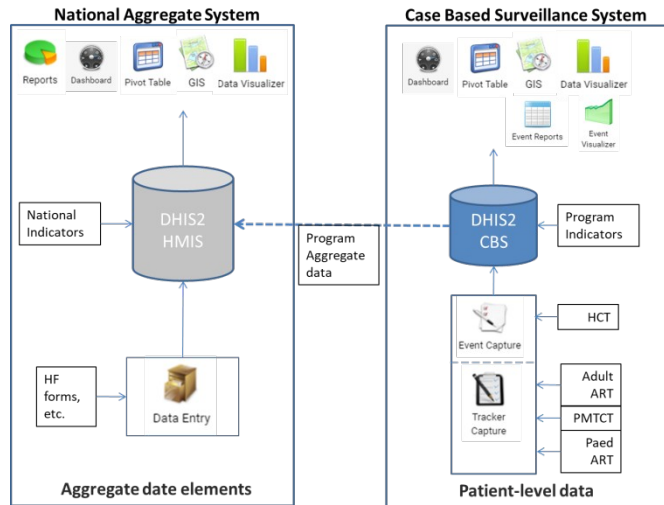 National Aggregate System
Case Based Surveillance System
Reports
Dashboard
Pivot Table
GIS
Data Visualizer
Dashboard
Pivot Table
GIS
Data Visualizer
Event Reports
Event
Visualizer
National
Indicators
DHIS2
HMIS
Program
Aggregate
data
DHIS2
CBS
Program
Indicators
HF
forms,
etc.
Data Entry
Event Capture
HCT
Tracker
Capture
Adult
ART
PMTCT
Paed
ART
Aggregate date elements
Patient-level data